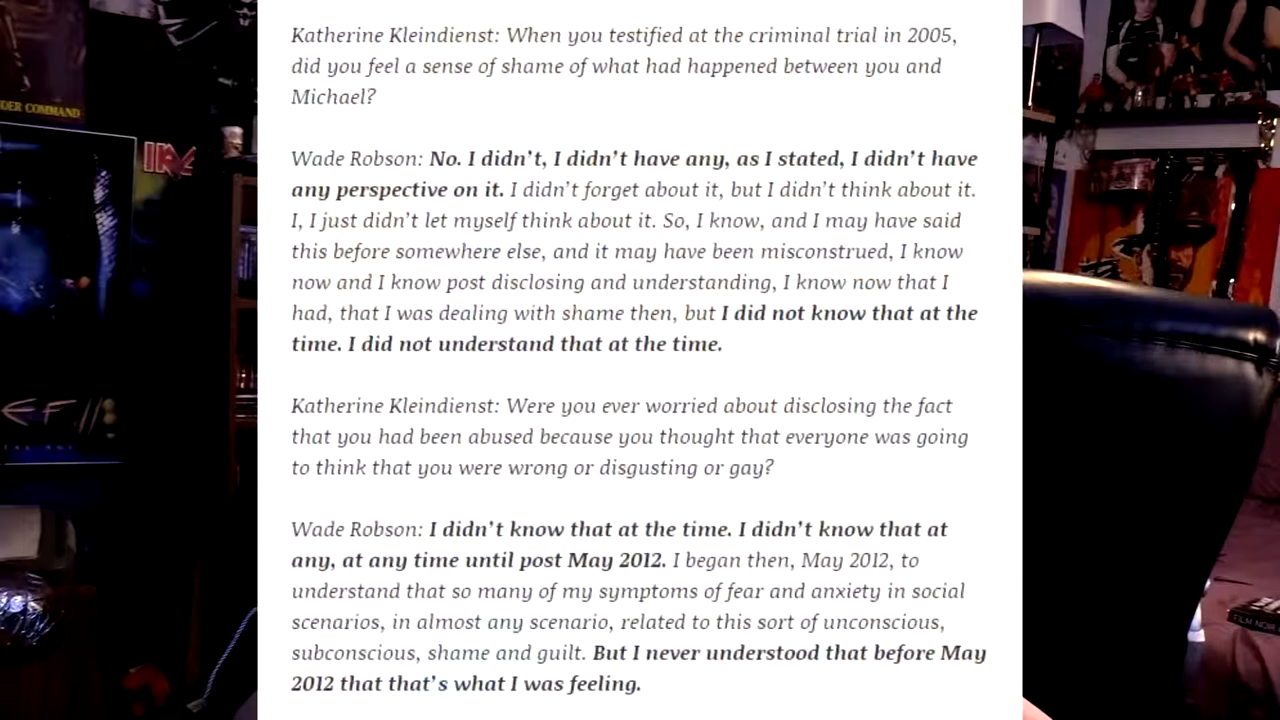 Katherine Kleindienst: When you testified at the criminal trial in 2005,
did you feel a sense of shame of what had happened between you and
Michael?
Wade Robson: No. I didn't, I didn't have any, as I stated, I didn't have
any perspective on it. I didn't forget about it, but I didn't think about it.
I, I just didn't let myself think about it. So, I know, and I may have said
this before somewhere else, and it may have been misconstrued, I know
now and I know post disclosing and understanding, I know now that I
had, that I was dealing with shame then, but I did not know that at the
time. I did not understand that at the time.
Katherine Kleindienst: Were you ever worried about disclosing the fact
that you had been abused because you thought that everyone was going
to think that you were wrong or disgusting or gay?
Wade Robson: I didn't know that at the time. I didn't know that at
any, at any time until post May 2012. I began then, May 2012, to
understand that so many of my symptoms of fear and anxiety in social
scenarios, in almost any scenario, related to this sort of unconscious,
subconscious, shame and guilt. But I never understood that before May
2012 that that's what I was feeling.
COMMAND
FILM NOIR